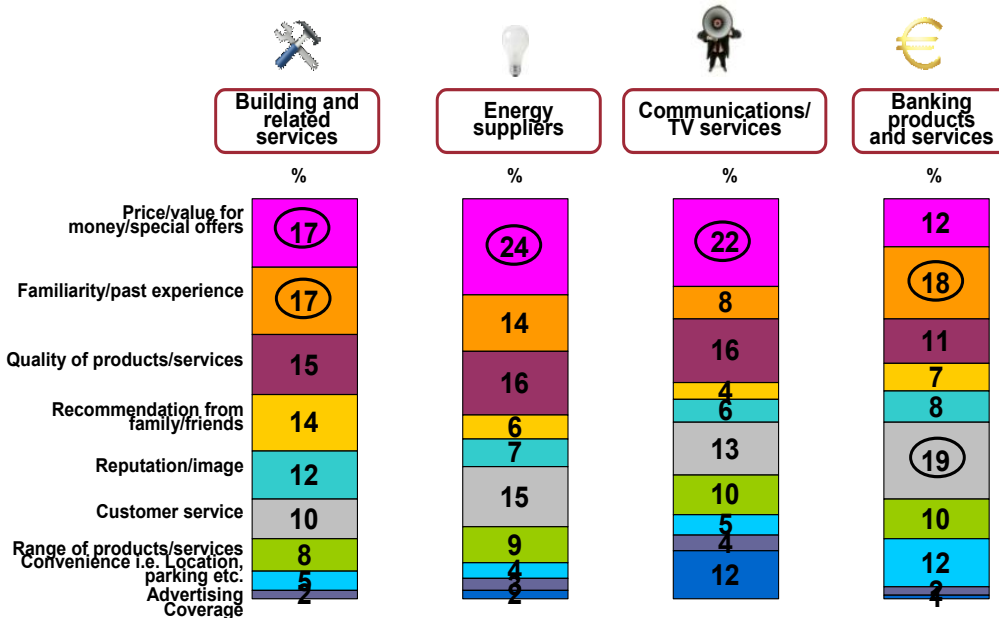 Building and
related
services
Energy
suppliers
Communications/
TV services
Banking
products
and services
%
%
%
%
Price/value for
money/special offers
Familiarity/past experience
Quality of products/services
Recommendation from
family/friends
Reputation/image
Customer service
Range of products/services
Convenience i.e. Location,
parking etc.
Advertising
Coverage
17
17
15
14
12
10
8
5
2
24
14
16
6
7
15
9
4
3
2
22
8
16
4
6
13
10
5
4
12
12
18
11
7
8
19
10
12
2
1